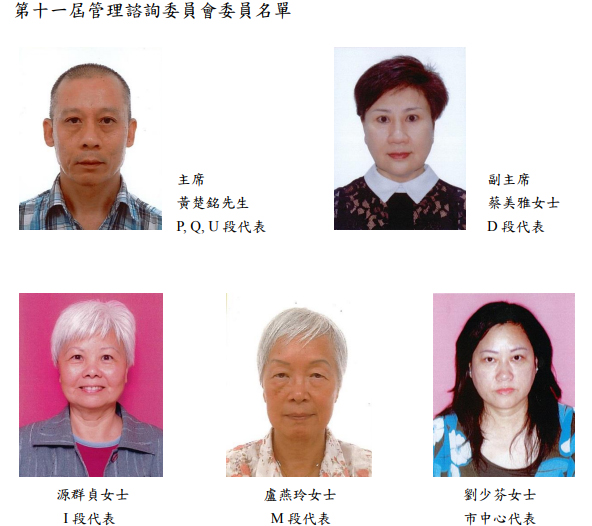 第十一屆管理諮詢委員會委員名單
主席
黃楚銘先生
P, Q, U 段代表
副主席
蔡美雅女士
D 段代表
源群貞女士
I 段代表
盧燕玲女士
M 段代表
劉少芬女士
市中心代表